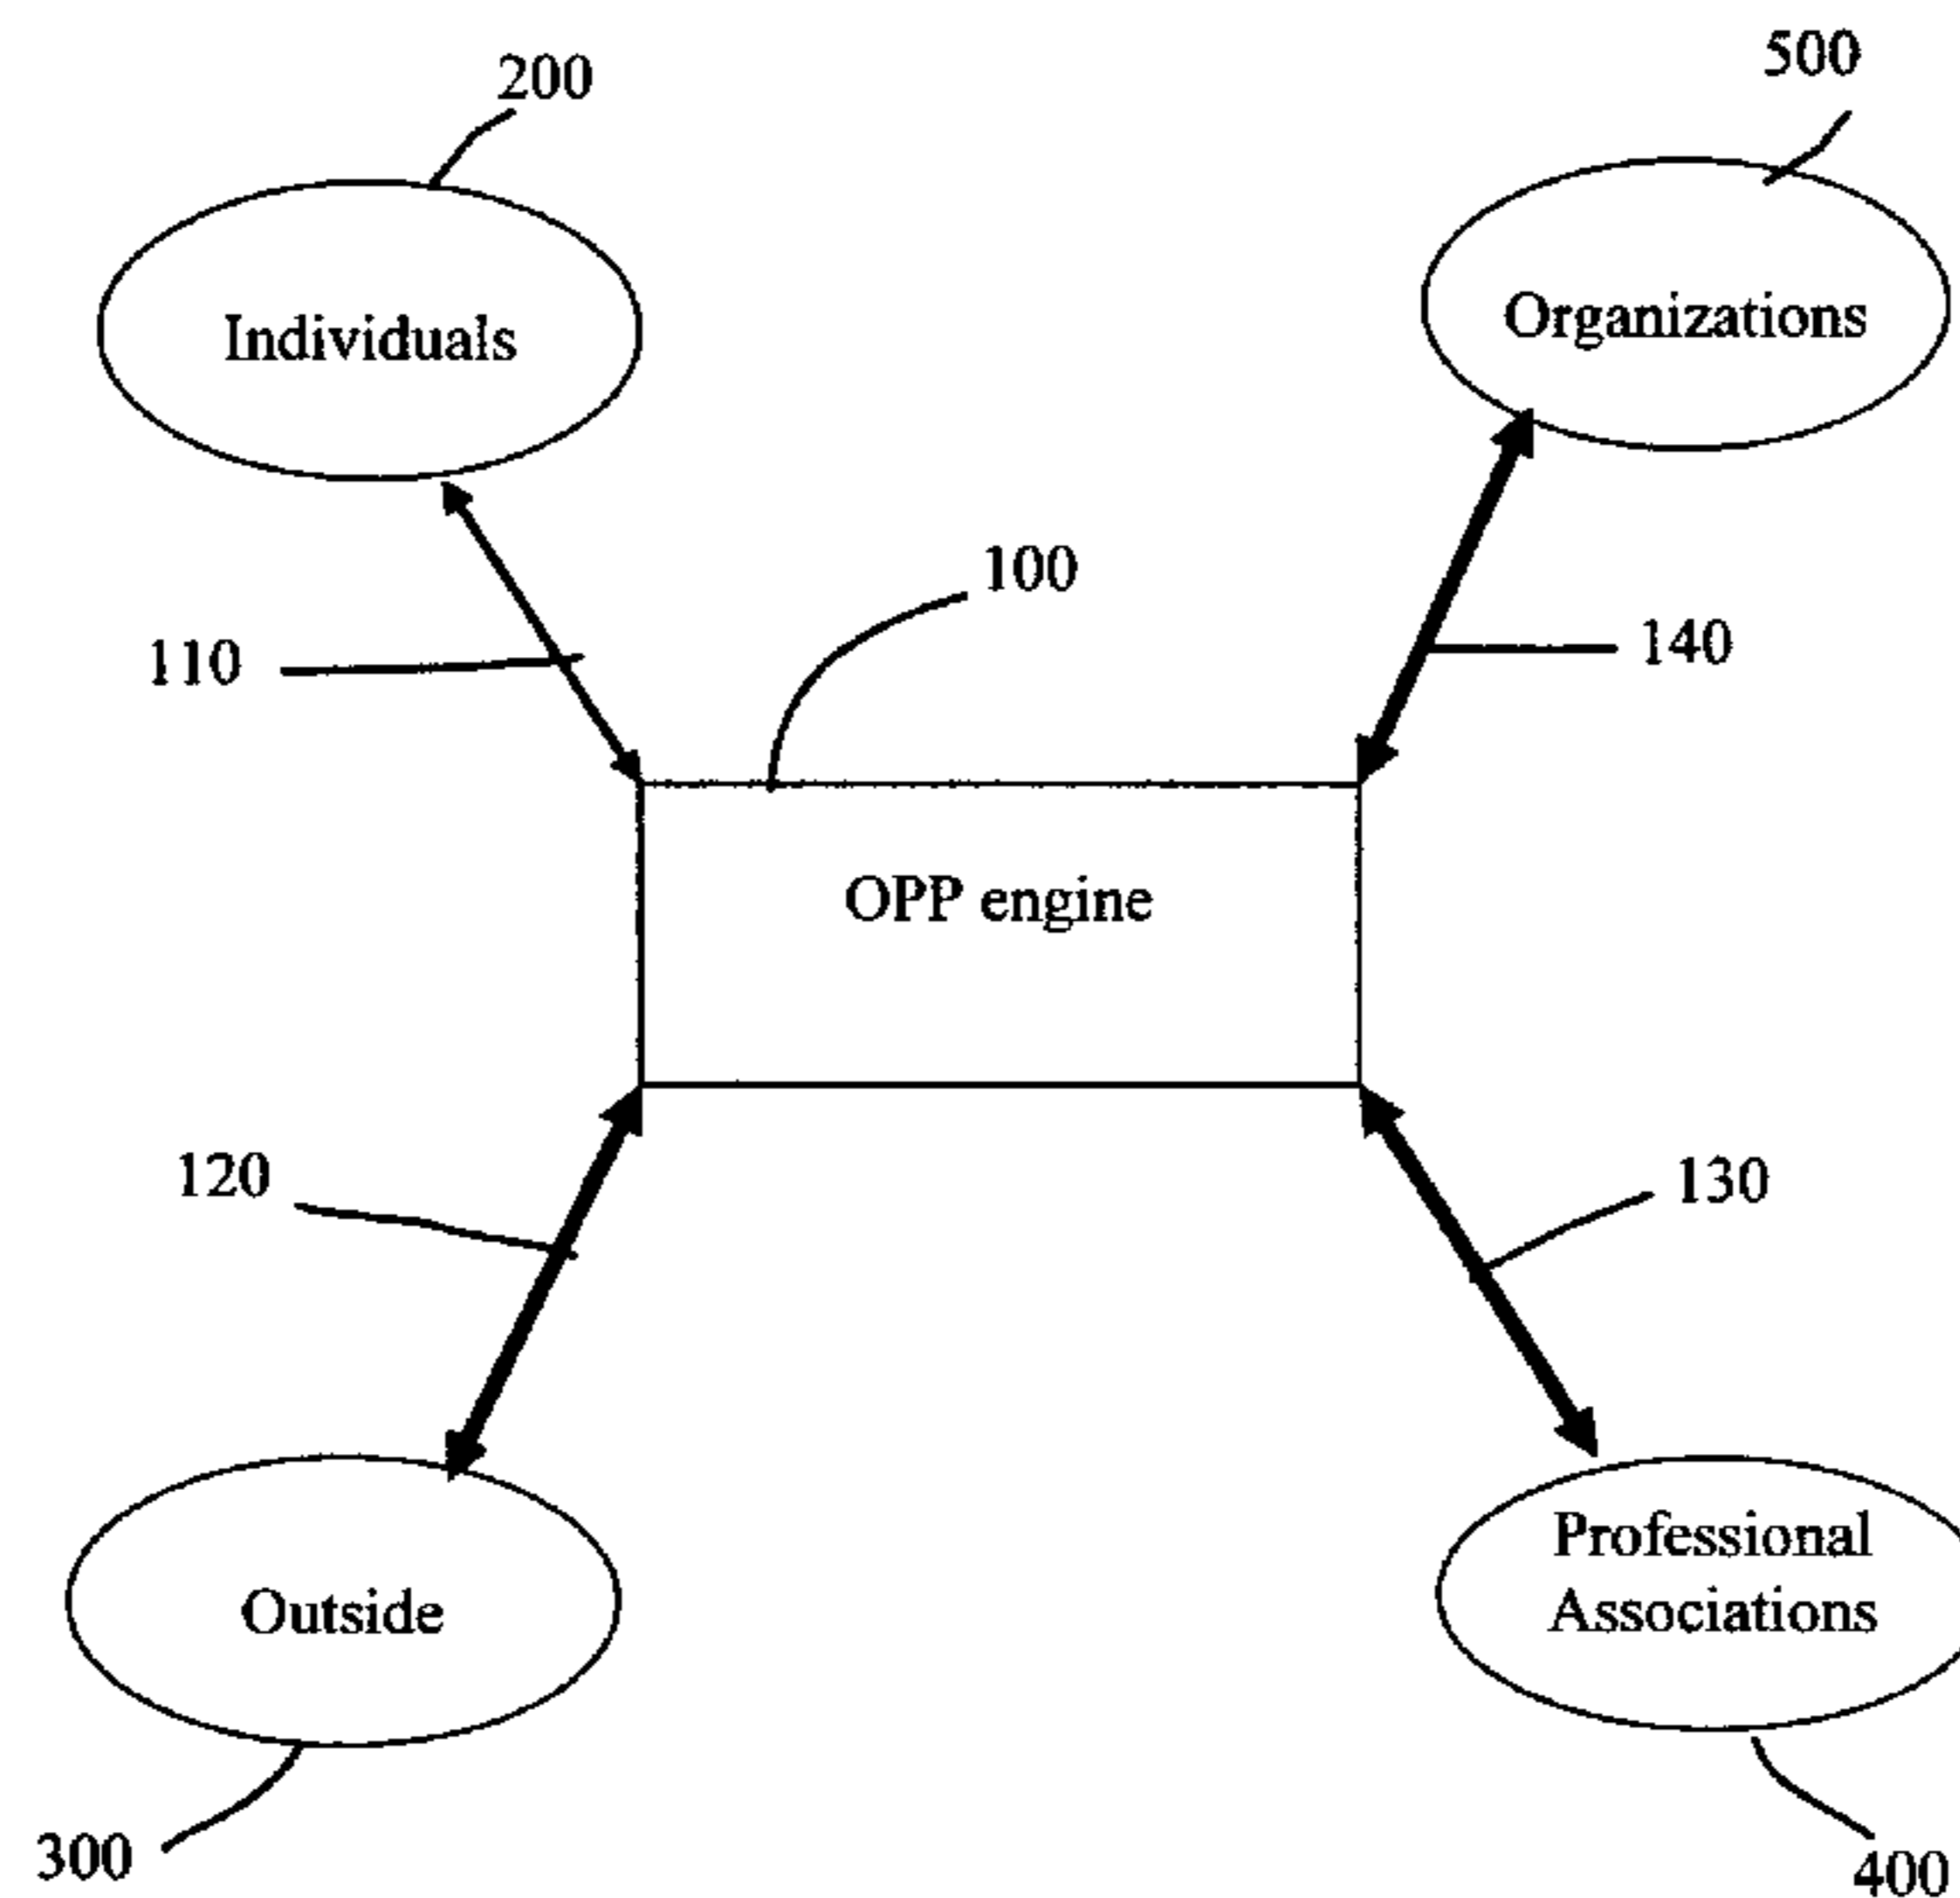 200
500
Individuals
Organizations
100
110
140
OPP engine
120
130
Outside
Professional
Associations
300
400